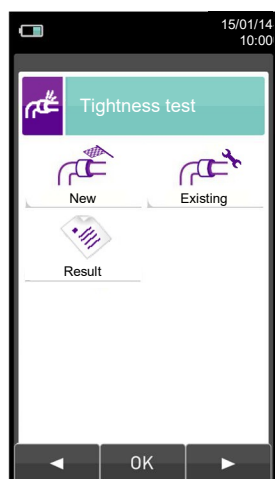 15/01/14
10:00
Tightness test
New
Existing
Result
OK